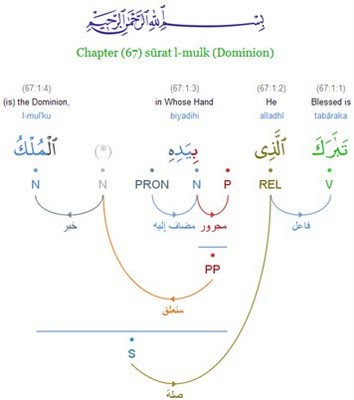 بِسْمِ ٱللَّهِ ٱلرَّحْمَٰنِ ٱلرَّحِيمِ
Chapter (67) sūrat l-mulk (Dominion)
(67:1:4) (67:1:3) (67:1:2) (67:1:1)
(is) the Dominion, in Whose Hand He Blessed is
l-mul'ku biyadihi alladhī tabāraka
تَبَٰرَكَ ٱلَّذِى بِيَدِهِ (*) ٱلْمُلْكُ
N N PRON N P REL V
خبر مضاف إليه مجرور فاعل
PP
متعلق
S
صلة